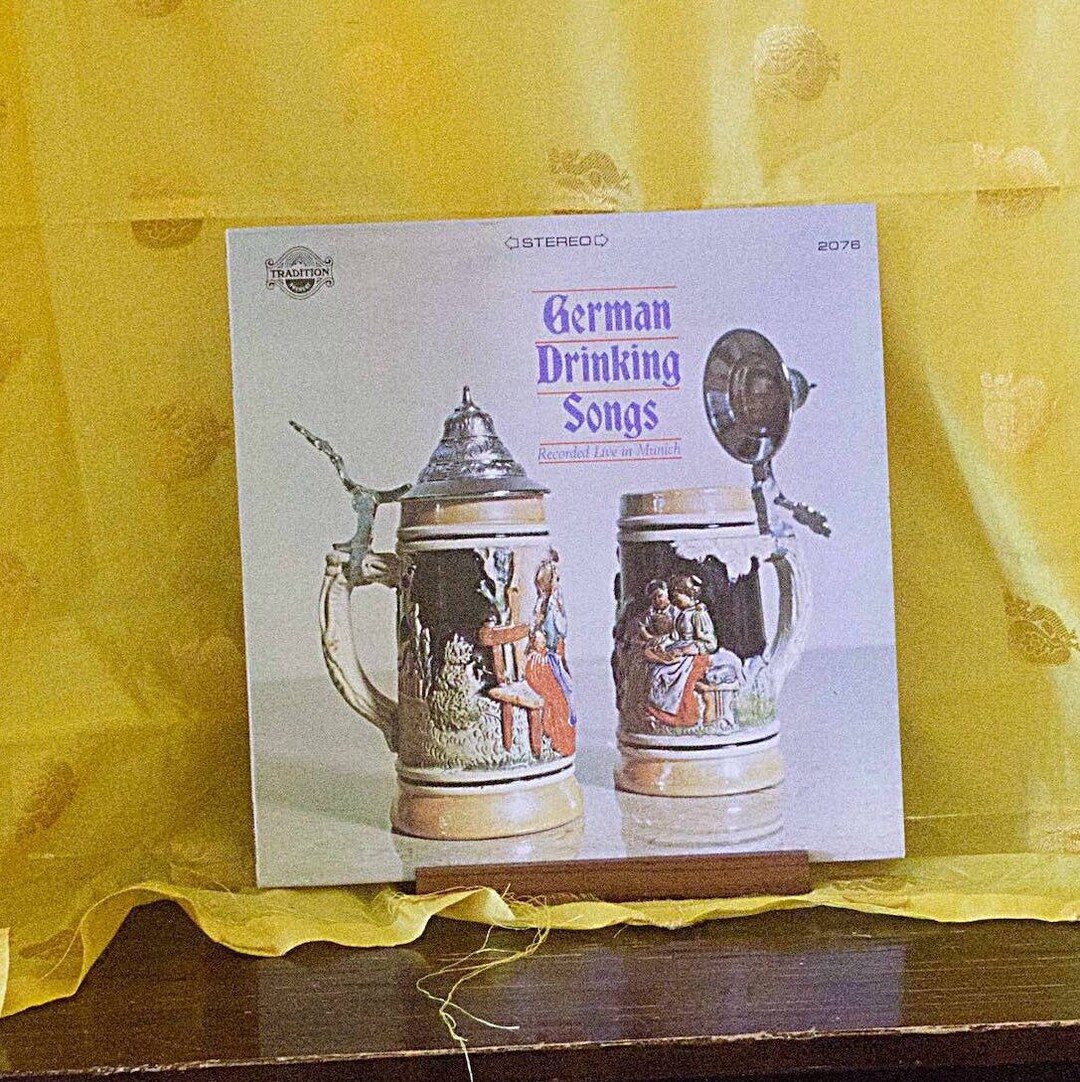 STEREO
2076
TRADITION
German
Drinking
Songs
Recorded Live in Munich